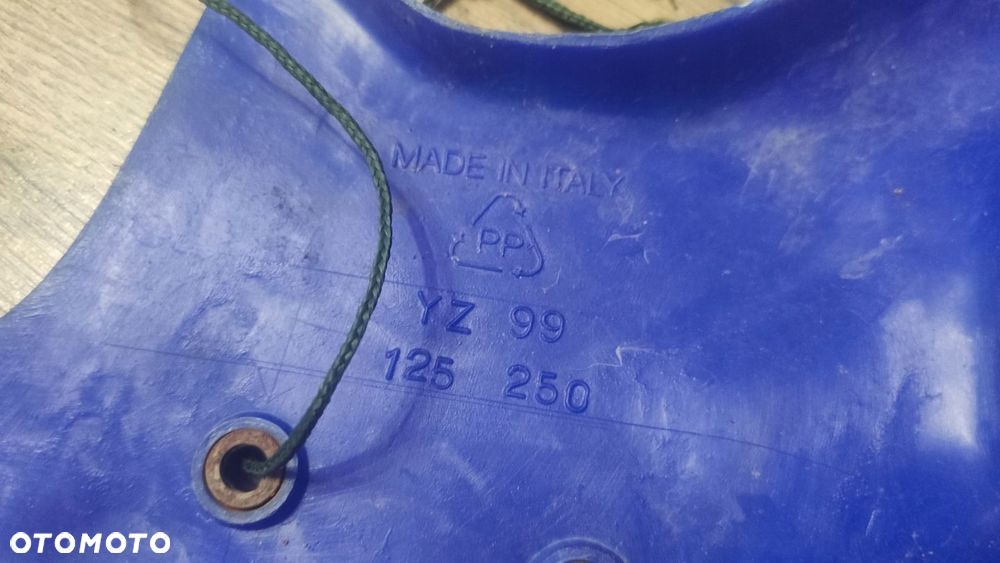 MADE IN ITALY
PP
YZ 99
125 250
OTOMOTO